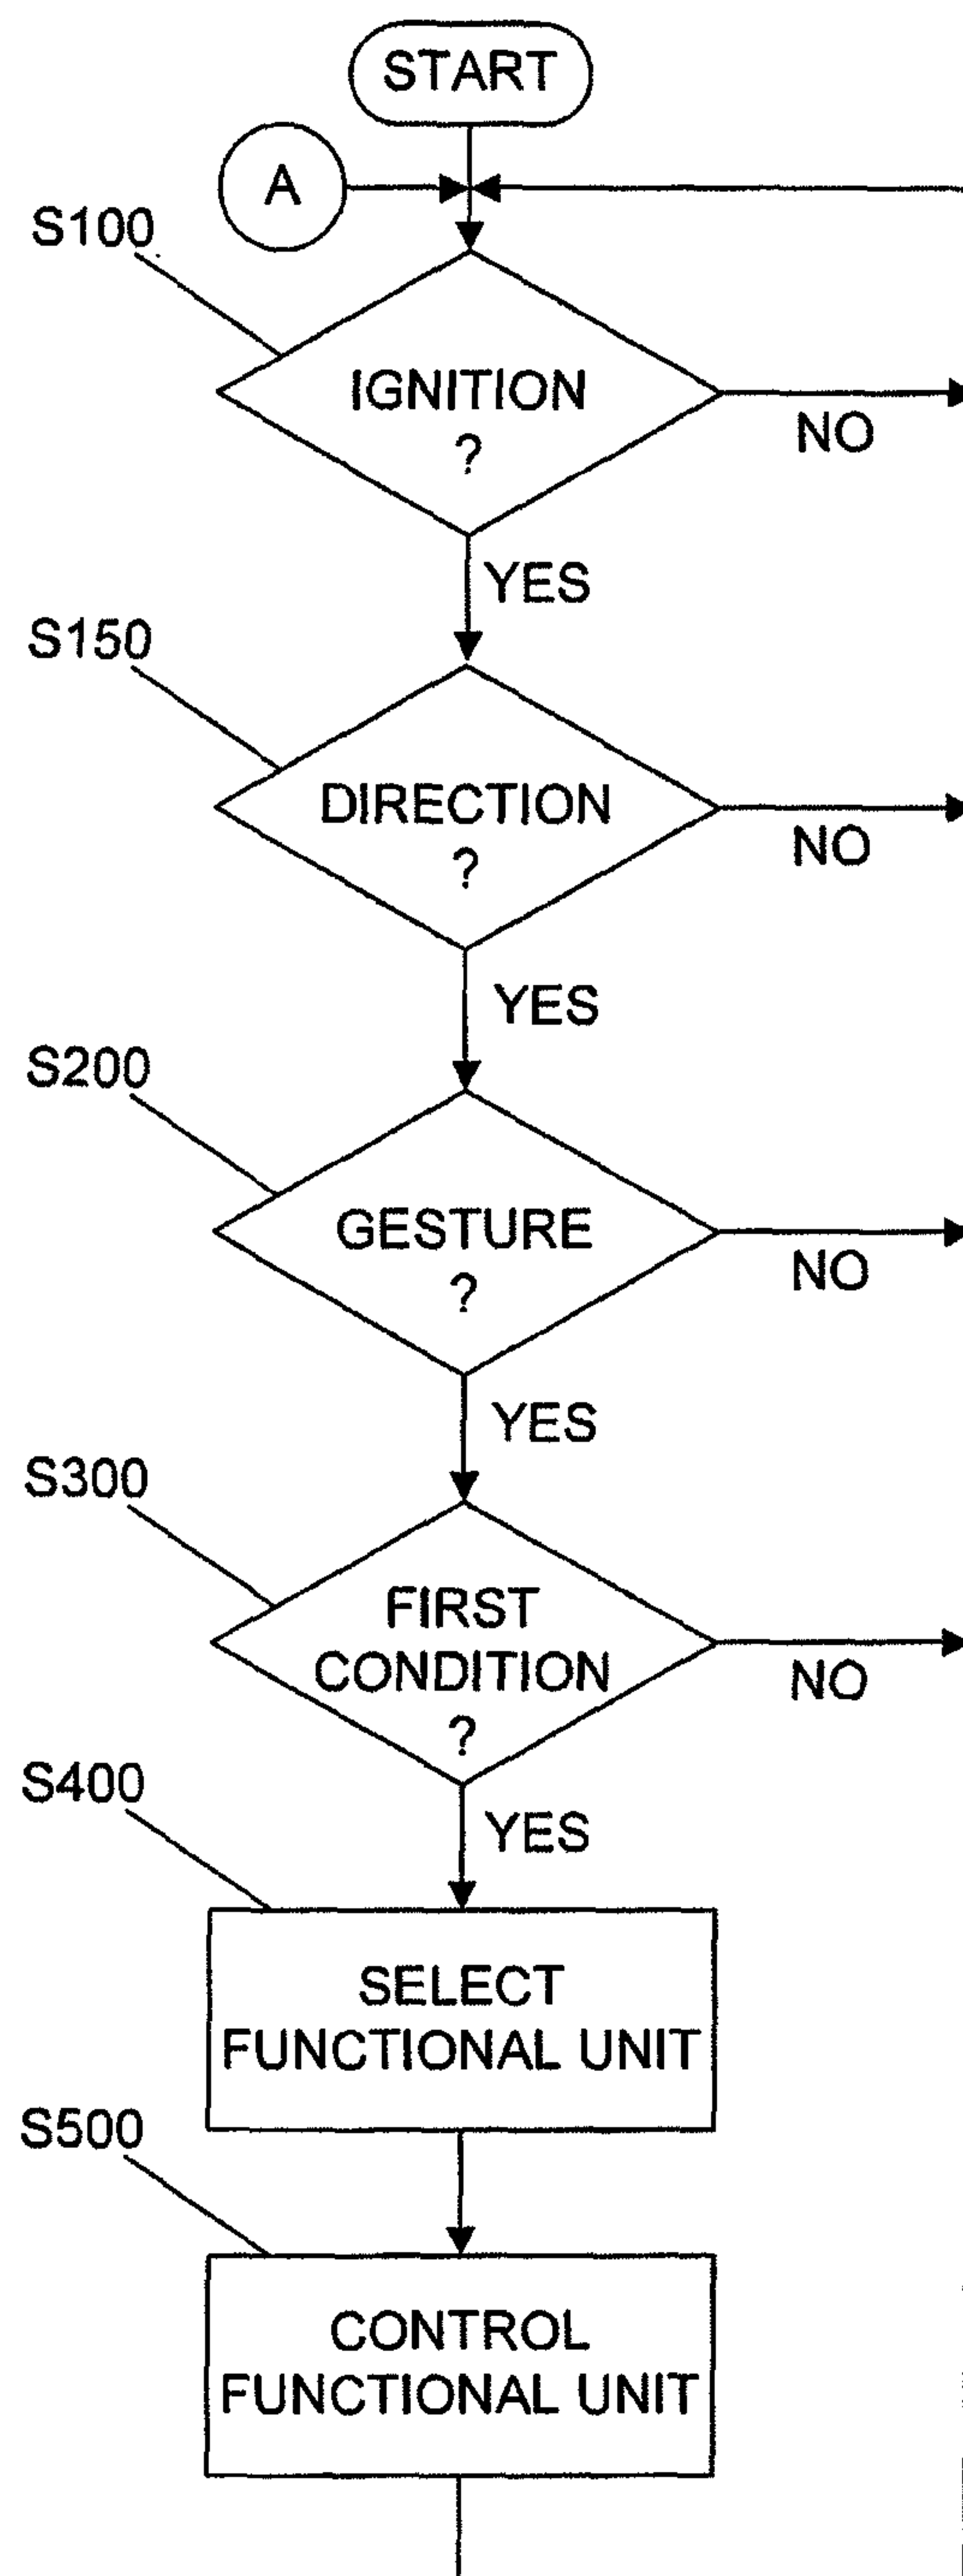 START
A
S100
IGNITION
?
NO
YES
S150
DIRECTION
?
NO
YES
S200
GESTURE
?
NO
YES
S300
FIRST
CONDITION
?
NO
YES
S400
SELECT
FUNCTIONAL UNIT
S500
CONTROL
FUNCTIONAL UNIT